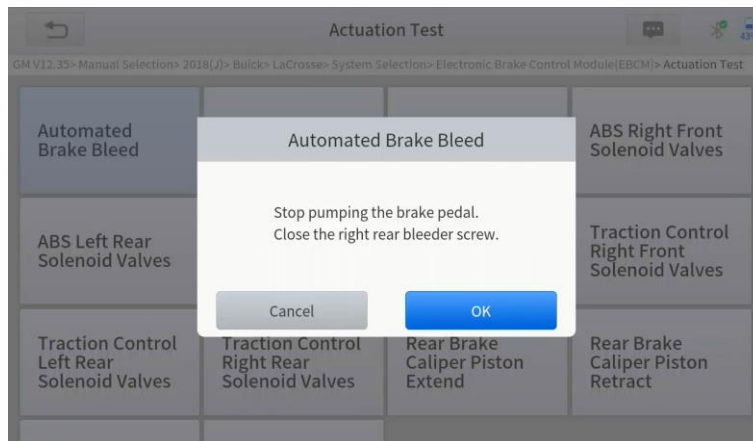 Actuation Test
43%
GM V12.35> Manual Selection> 2018(J)> Buick> LaCrosse> System Selection> Electronic Brake Control Module(EBCM)> Actuation Test
Automated
Brake Bleed
ABS Right Front
Solenoid Valves
Automated Brake Bleed
Stop pumping the brake pedal.
Close the right rear bleeder screw.
Cancel
OK
ABS Left Rear
Solenoid Valves
Traction Control
Right Front
Solenoid Valves
Traction Control
Left Rear
Solenoid Valves
Traction Control
Right Rear
Solenoid Valves
Rear Brake
Caliper Piston
Extend
Rear Brake
Caliper Piston
Retract